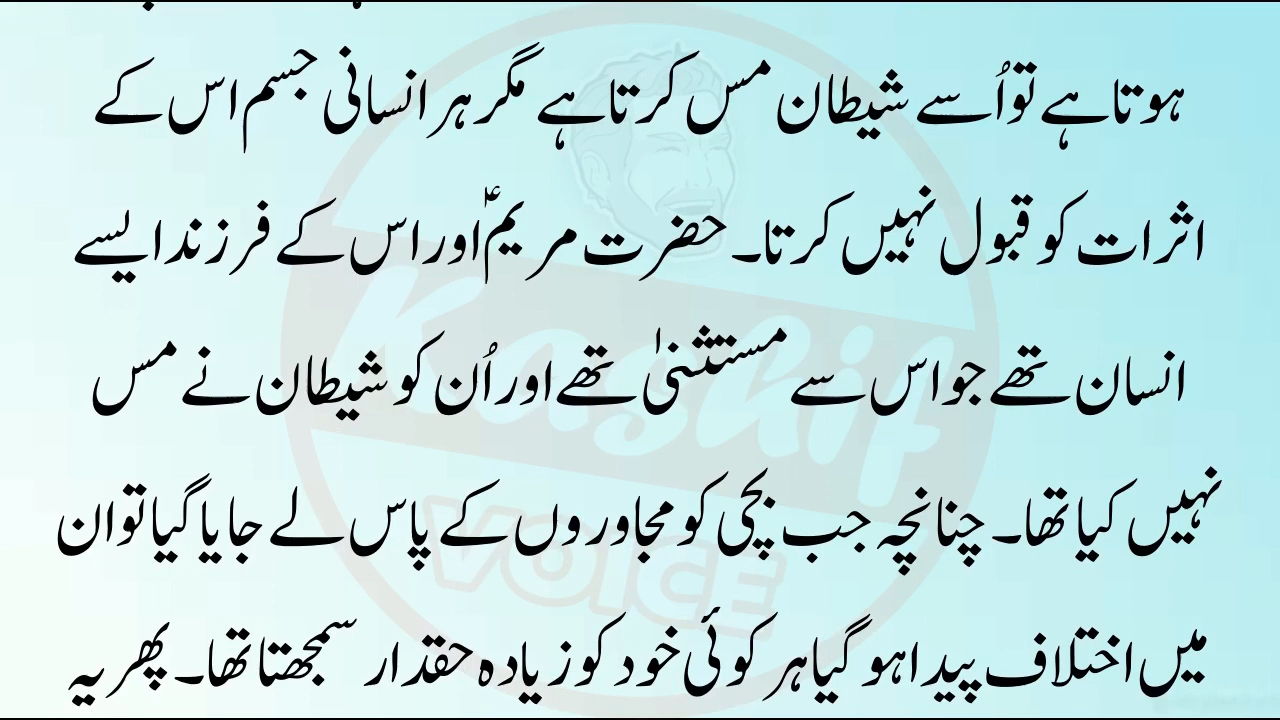 ہوتا ہے تو اُسے شیطان مس کرتا ہے مگر ہر انسانی جسم اس کے
اثرات کو قبول نہیں کرتا۔ حضرت مریمؑ اور اس کے فرزند ایسے
انسان تھے جو اس سے مستثنیٰ تھے اور اُن کو شیطان نے مس
نہیں کیا تھا۔ چنانچہ جب بچی کو مجاوروں کے پاس لے جایا گیا تو ان
میں اختلاف پیدا ہو گیا ہر کوئی خود کو زیادہ حقدار سمجھتا تھا۔ پھر یہ
Kashif
VOICE